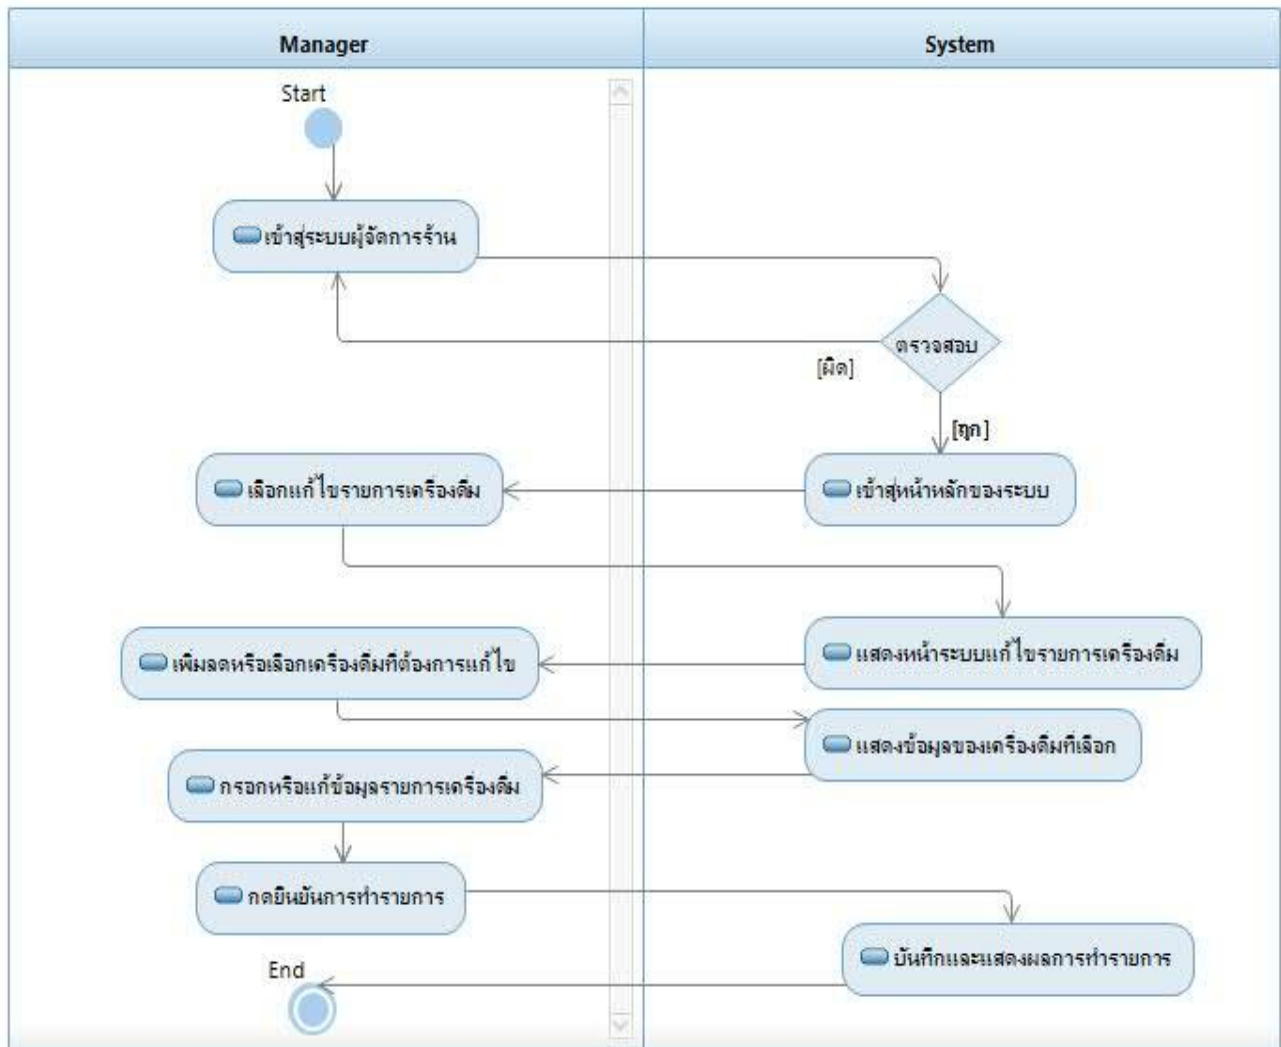 Manager
System
Start
เข้าสู่ระบบผู้จัดการร้าน
ตรวจสอบ
[ผิด]
[ถูก]
เลือกแก้ไขรายการเครื่องดื่ม
เข้าสู่หน้าหลักของระบบ
เพิ่มลดหรือเลือกเครื่องดื่มที่ต้องการแก้ไข
แสดงหน้าระบบแก้ไขรายการเครื่องดื่ม
แสดงข้อมูลของเครื่องดื่มที่เลือก
กรอกหรือแก้ข้อมูลรายการเครื่องดื่ม
กดยืนยันการทำรายการ
บันทึกและแสดงผลการทำรายการ
End